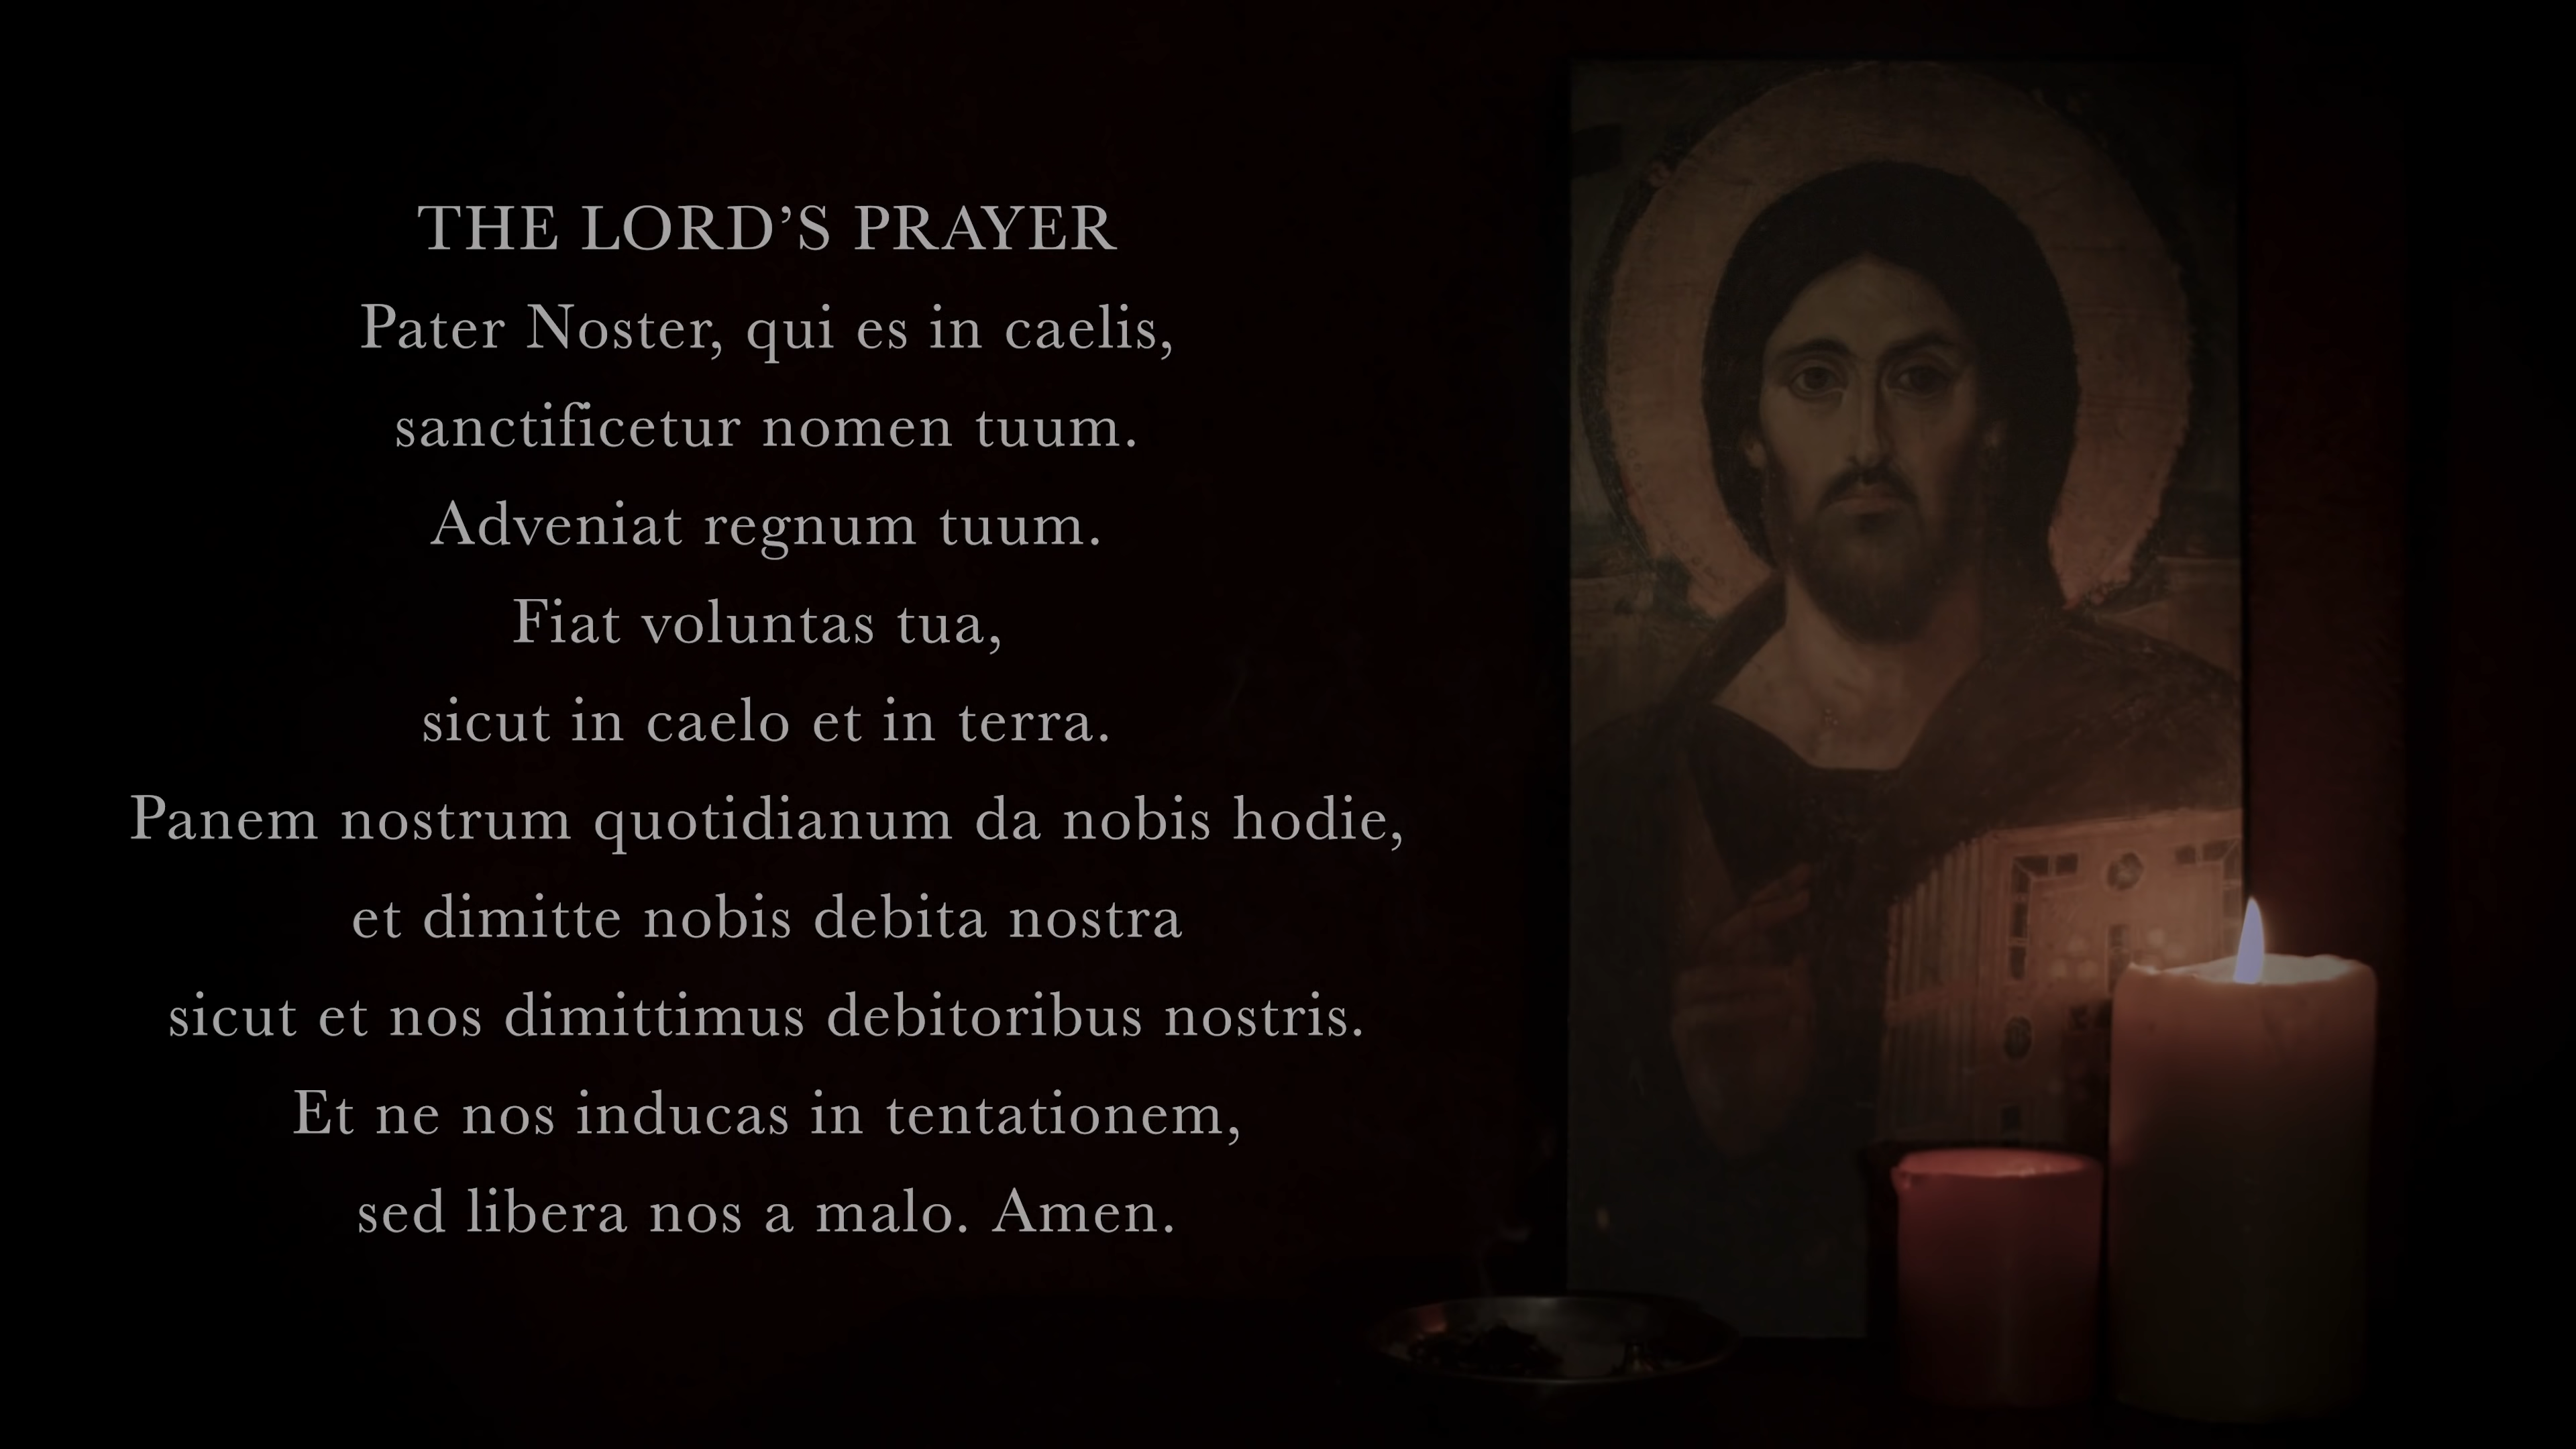 THE LORD’S PRAYER
Pater Noster, qui es in caelis,
sanctificetur nomen tuum.
Adveniat regnum tuum.
Fiat voluntas tua,
sicut in caelo et in terra.
Panem nostrum quotidianum da nobis hodie,
et dimitte nobis debita nostra
sicut et nos dimittimus debitoribus nostris.
Et ne nos inducas in tentationem,
sed libera nos a malo. Amen.